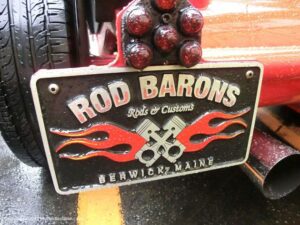 ROD BARONS
Rods & Customs
BERWICK, MAINE